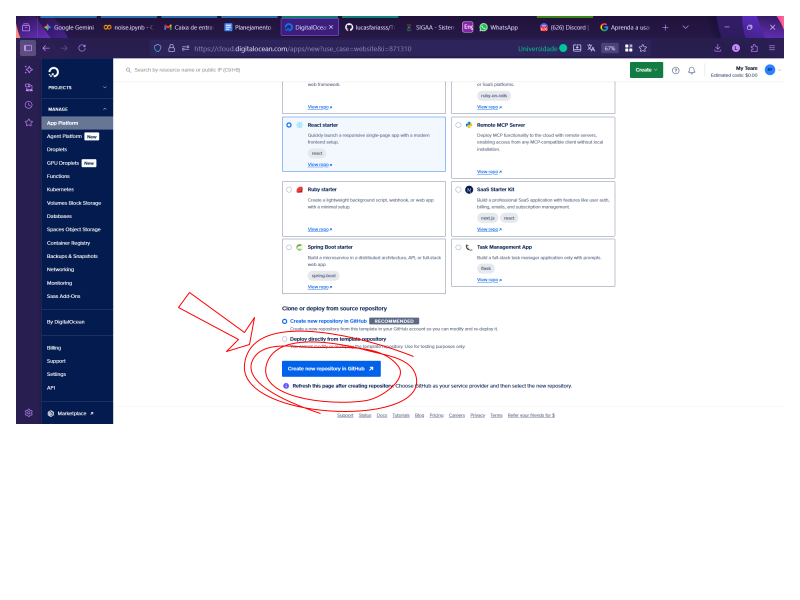 Google Gemini
noise.ipynb - C
Caixa de entra
Planejamento
DigitalOcea
lucasfariasss/T
SIGAA - Sisten
Eng
WhatsApp
(626) Discord |
Aprenda a usa
https://cloud.digitalocean.com/apps/new?use_case=website&i=871310
Universidade
67%
Search by resource name or public IP (Ctrl+B)
Create
My Team
Estimated costs: $0.00
PROJECTS
MANAGE
App Platform
Agent Platform New
Droplets
GPU Droplets New
Functions
Kubernetes
Volumes Block Storage
Databases
Spaces Object Storage
Container Registry
Backups & Snapshots
Networking
Monitoring
Saas Add-Ons
By DigitalOcean
Billing
Support
Settings
API
Marketplace
web framework.
View repo
or SaaS platforms.
ruby-on-rails
View repo
React starter
Quickly launch a responsive single-page app with a modern
frontend setup.
react
View repo
Remote MCP Server
Deploy MCP functionality to the cloud with remote servers,
enabling access from any MCP-compatible client without local
installation.
View repo
Ruby starter
Create a lightweight background script, webhook, or web app
with a minimal setup.
View repo
SaaS Starter Kit
Build a professional SaaS application with features like user auth,
billing, emails, and subscription management.
next.js react
View repo
Spring Boot starter
Build a microservice in a distributed architecture, API, or full-stack
web app.
spring-boot
View repo
Task Management App
Build a full-stack task manager application only with prompts.
flask
View repo
Clone or deploy from source repository
Create new repository in GitHub RECOMMENDED
Create a new repository from this template in your GitHub account so you can modify and re-deploy it.
Deploy directly from template repository
You cannot modify or re-deploy the template repository. Use for testing purposes only.
Create new repository in GitHub
Refresh this page after creating repository. Choose GitHub as your service provider and then select the new repository.
Support Status Docs Tutorials Blog Pricing Careers Privacy Terms Refer your friends for $